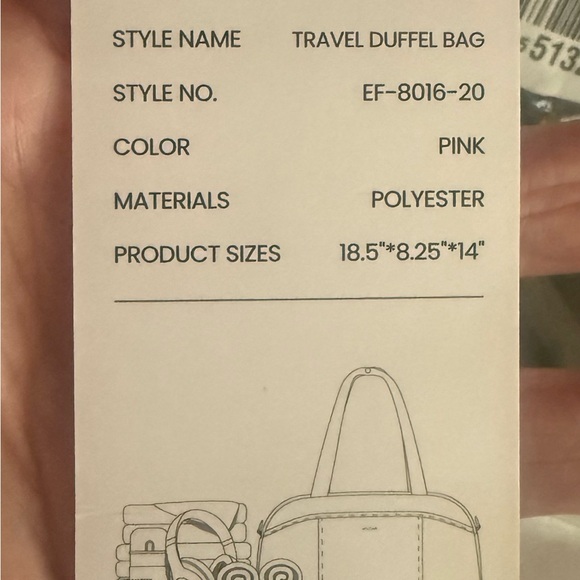 STYLE NAME TRAVEL DUFFEL BAG
STYLE NO. EF-8016-20
COLOR PINK
MATERIALS POLYESTER
PRODUCT SIZES 18.5"*8.25"*14"